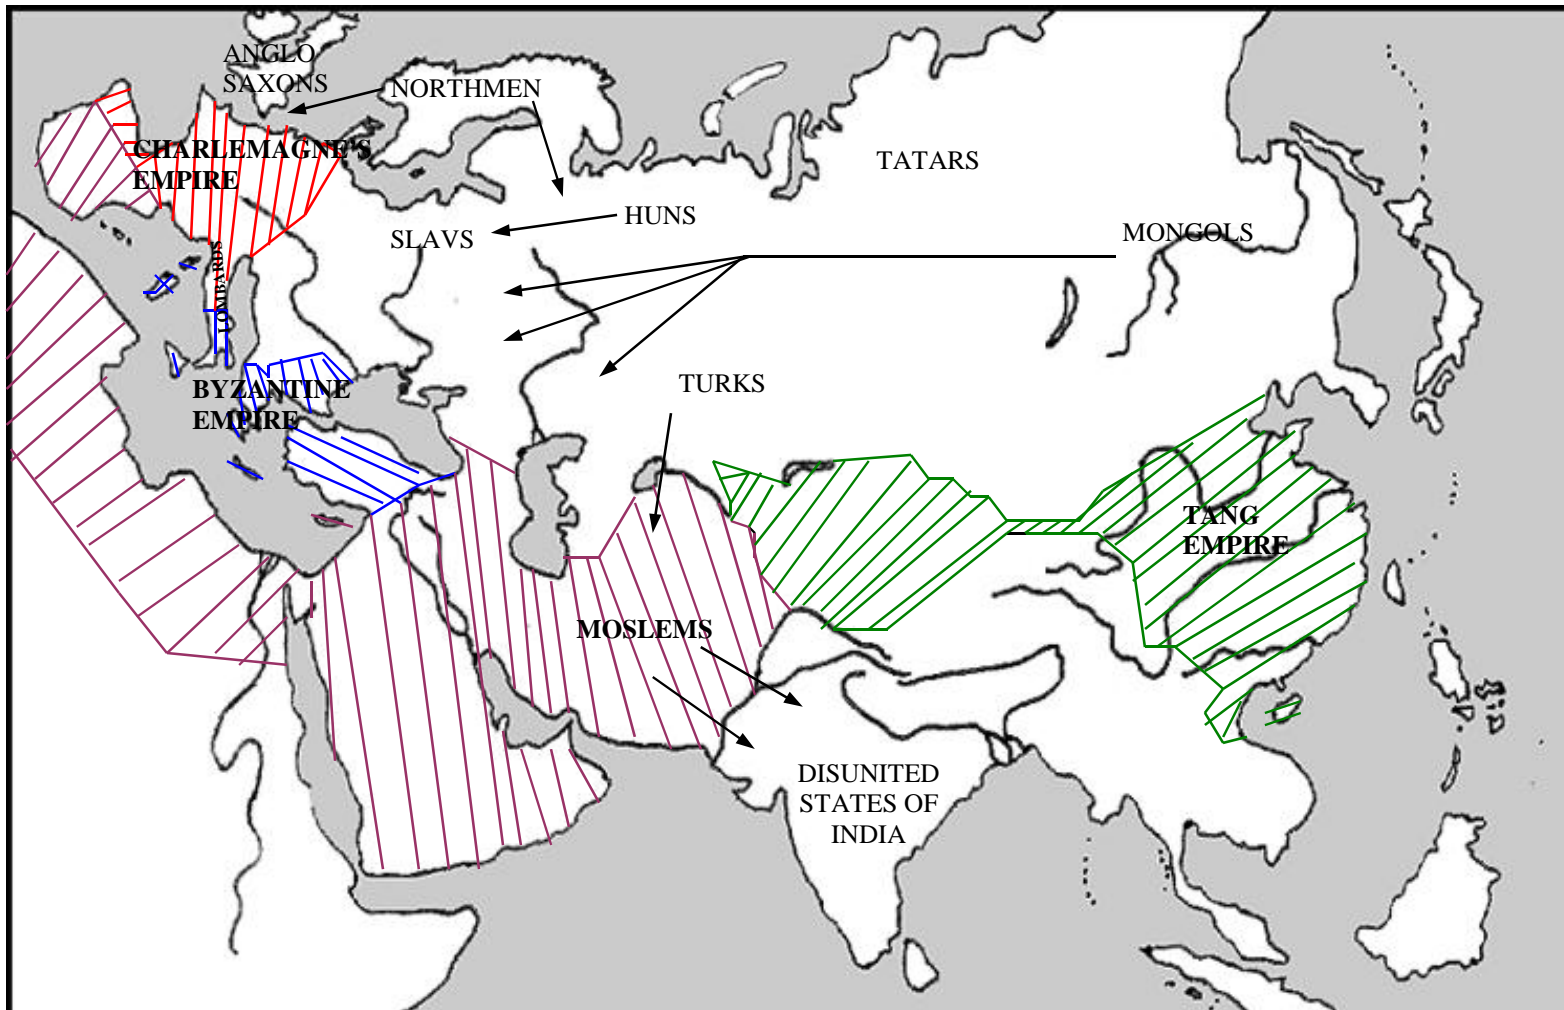 ANGLO
SAXONS
NORTHMEN
CHARLEMAGNE'S
EMPIRE
TATARS
HUNS
SLAVS
MONGOLS
LOMBARDS
TURKS
BYZANTINE
EMPIRE
TANG
EMPIRE
MOSLEMS
DISUNITED
STATES OF
INDIA